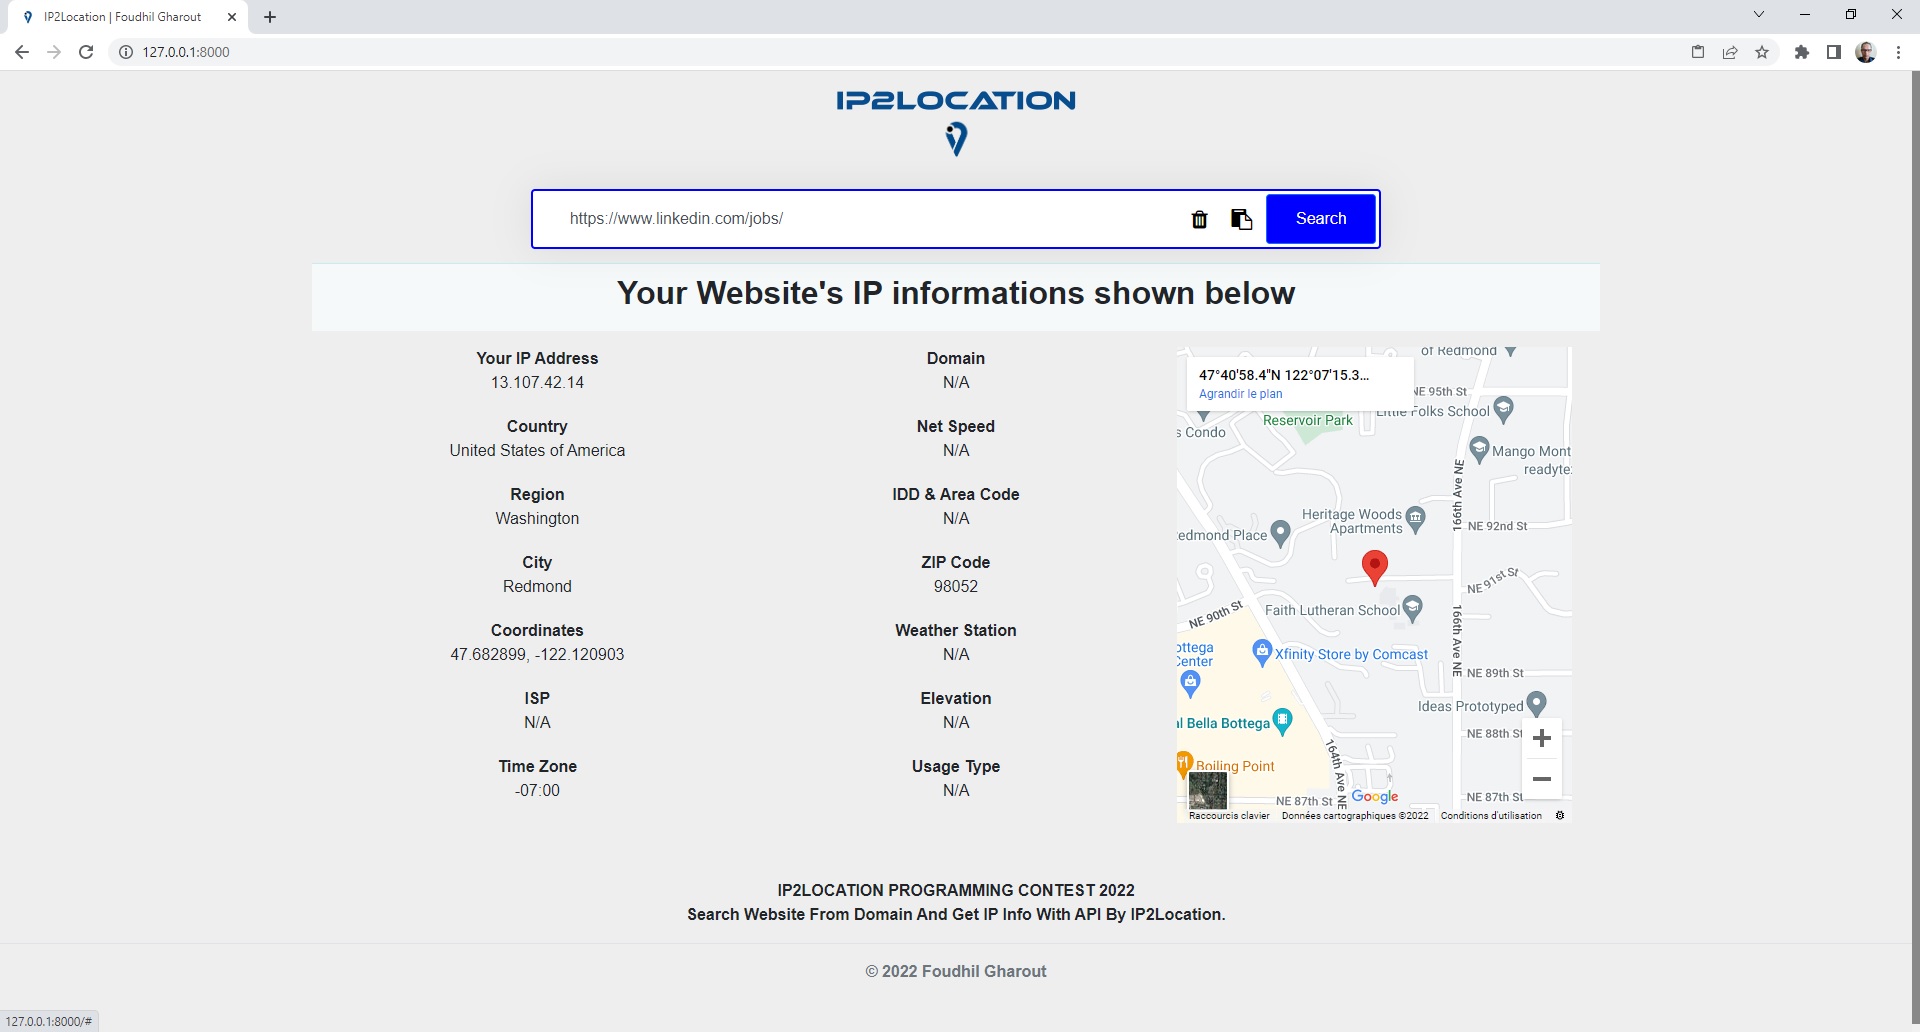 IP2Location | Foudhil Gharout
127.0.0.1:8000
IP2LOCATION
https://www.linkedin.com/jobs/
Search
Your Website's IP informations shown below
Your IP Address
13.107.42.14
Country
United States of America
Region
Washington
City
Redmond
Coordinates
47.682899, -122.120903
ISP
N/A
Time Zone
-07:00
Domain
N/A
Net Speed
N/A
IDD & Area Code
N/A
ZIP Code
98052
Weather Station
N/A
Elevation
N/A
Usage Type
N/A
of Redmond
47°40'58.4"N 122°07'15.3...
Agrandir le plan
NE 95th St
Little Folks School
Reservoir Park
s Condo
Mango Mont
readyte
166th Ave NE
Heritage Woods
Apartments
NE 92nd St
edmond Place
NE 91st St
NE 90th St
Faith Lutheran School
166th Ave NE
ottega
Center
Xfinity Store by Comcast
NE 89th St
Ideas Prototyped
al Bella Bottega
NE 88th St
164th Ave NE
Boiling Point
NE 87th St
Google
NE 87th St
Raccourcis clavier
Données cartographiques ©2022
Conditions d'utilisation
IP2LOCATION PROGRAMMING CONTEST 2022
Search Website From Domain And Get IP Info With API By IP2Location.
© 2022 Foudhil Gharout
127.0.0.1:8000/#